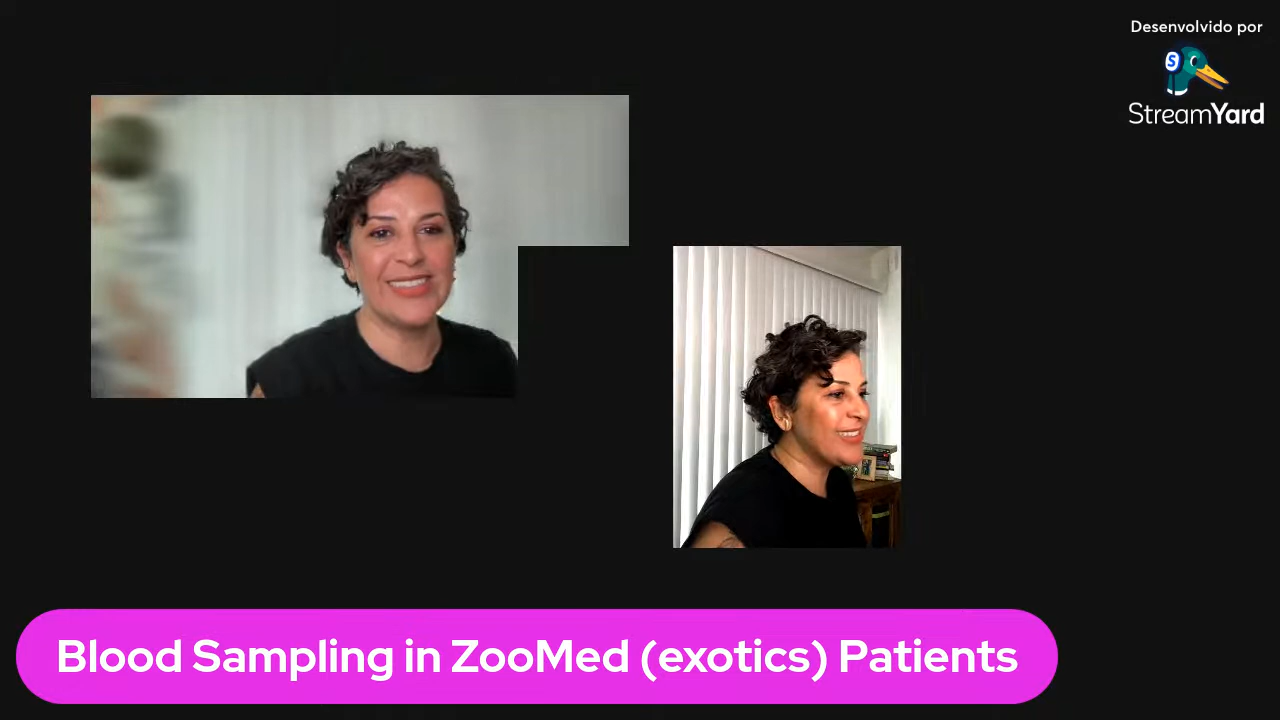 Desenvolvido por
S
StreamYard
Blood Sampling in ZooMed (exotics) Patients